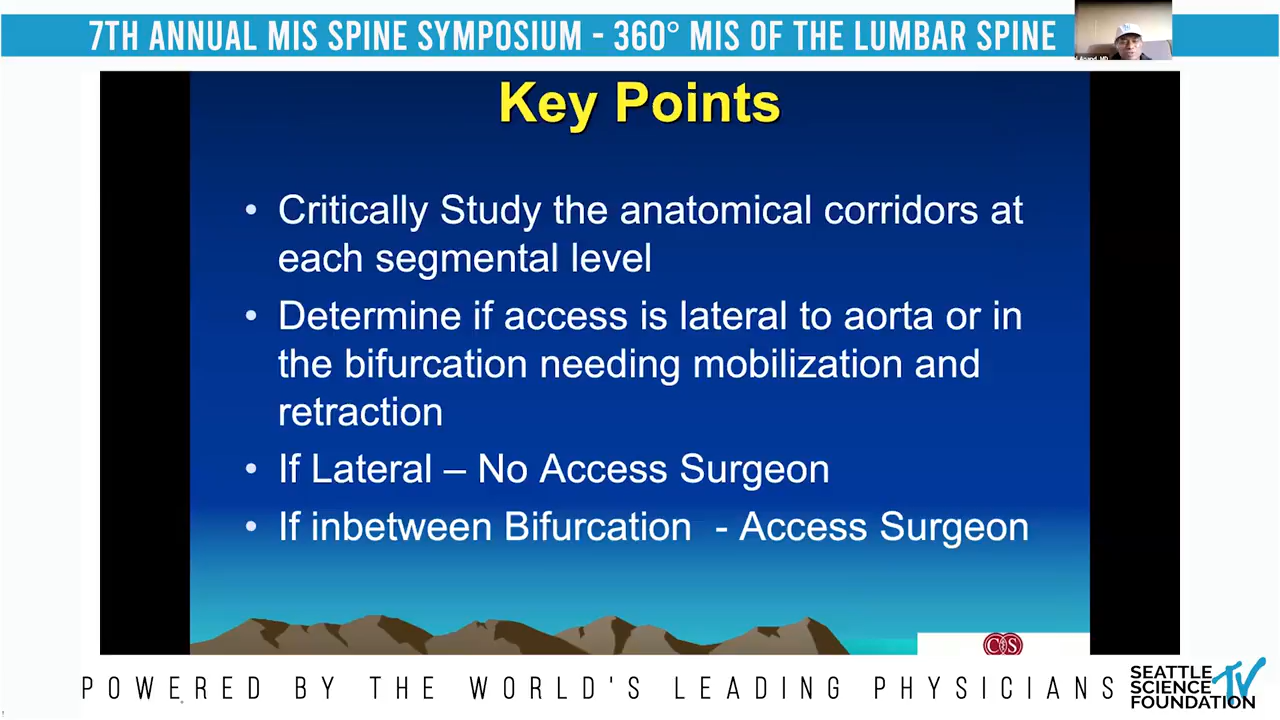 7TH ANNUAL MIS SPINE SYMPOSIUM - 360° MIS OF THE LUMBAR SPINE
Key Points
• Critically Study the anatomical corridors at
each segmental level
• Determine if access is lateral to aorta or in
the bifurcation needing mobilization and
retraction
• If Lateral – No Access Surgeon
• If inbetween Bifurcation - Access Surgeon
POWERED BY THE WORLD'S LEADING PHYSICIANS
SEATTLE
SCIENCE
FOUNDATION
TV